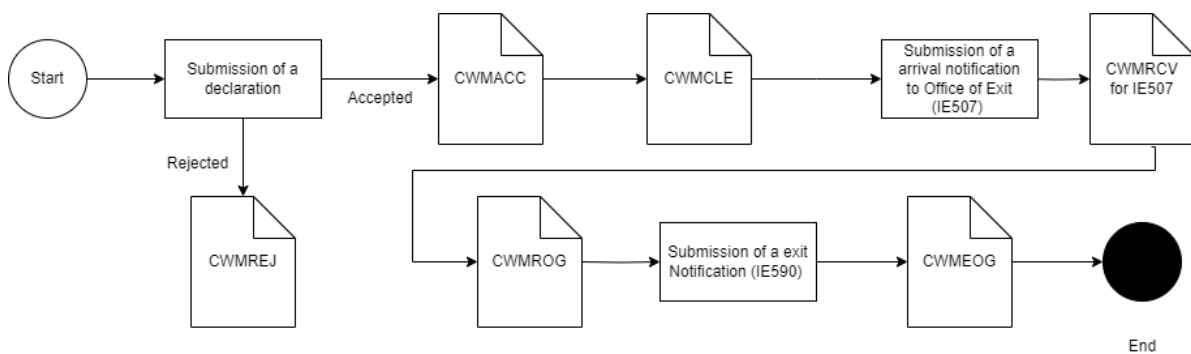 Start
Submission of a
declaration
Accepted
CWMACC
CWMCLE
Submission of a
arrival notification
to Office of Exit
(IE507)
CWMRCV
for IE507
Rejected
CWMREJ
CWMROG
Submission of a exit
Notification (IE590)
CWMEOG
End